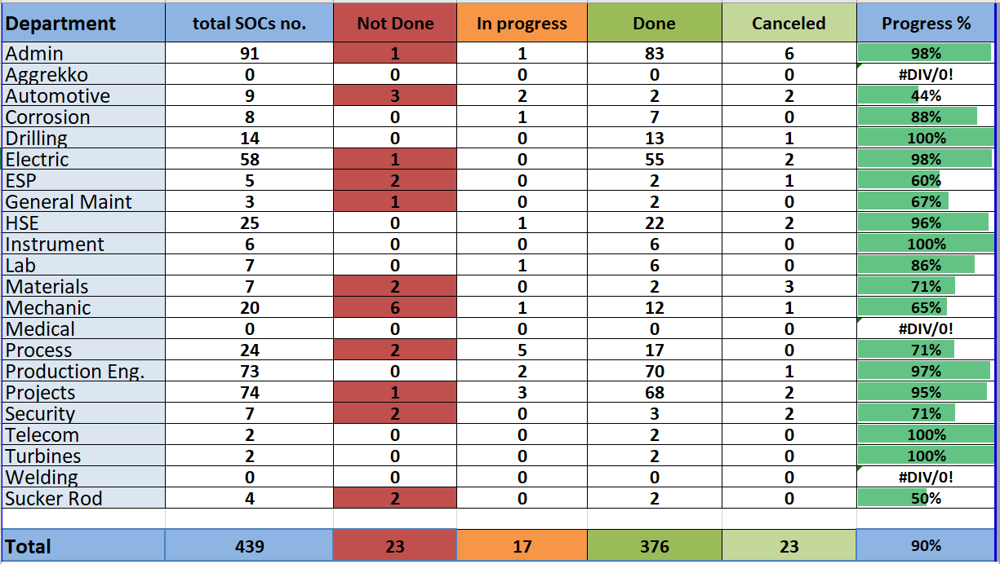 Department total SOCs no. Not Done In progress Done Canceled Progress %
Admin 91 1 1 83 6 98%
Aggrekko 0 0 0 0 0 #DIV/0!
Automotive 9 3 2 2 2 44%
Corrosion 8 0 1 7 0 88%
Drilling 14 0 0 13 1 100%
Electric 58 1 0 55 2 98%
ESP 5 2 0 2 1 60%
General Maint 3 1 0 2 0 67%
HSE 25 0 1 22 2 96%
Instrument 6 0 0 6 0 100%
Lab 7 0 1 6 0 86%
Materials 7 2 0 2 3 71%
Mechanic 20 6 1 12 1 65%
Medical 0 0 0 0 0 #DIV/0!
Process 24 2 5 17 0 71%
Production Eng. 73 0 2 70 1 97%
Projects 74 1 3 68 2 95%
Security 7 2 0 3 2 71%
Telecom 2 0 0 2 0 100%
Turbines 2 0 0 2 0 100%
Welding 0 0 0 0 0 #DIV/0!
Sucker Rod 4 2 0 2 0 50%
Total 439 23 17 376 23 90%